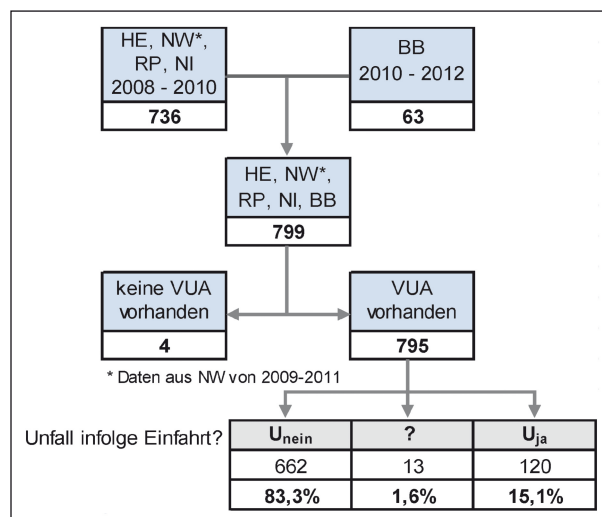 HE, NW*,
RP, NI
2008 - 2010
736
BB
2010 - 2012
63
HE, NW*,
RP, NI, BB
799
keine VUA
vorhanden
4
VUA
vorhanden
795
* Daten aus NW von 2009-2011
Unfall infolge Einfahrt?
Unein
?
Uja
662
13
120
83,3%
1,6%
15,1%